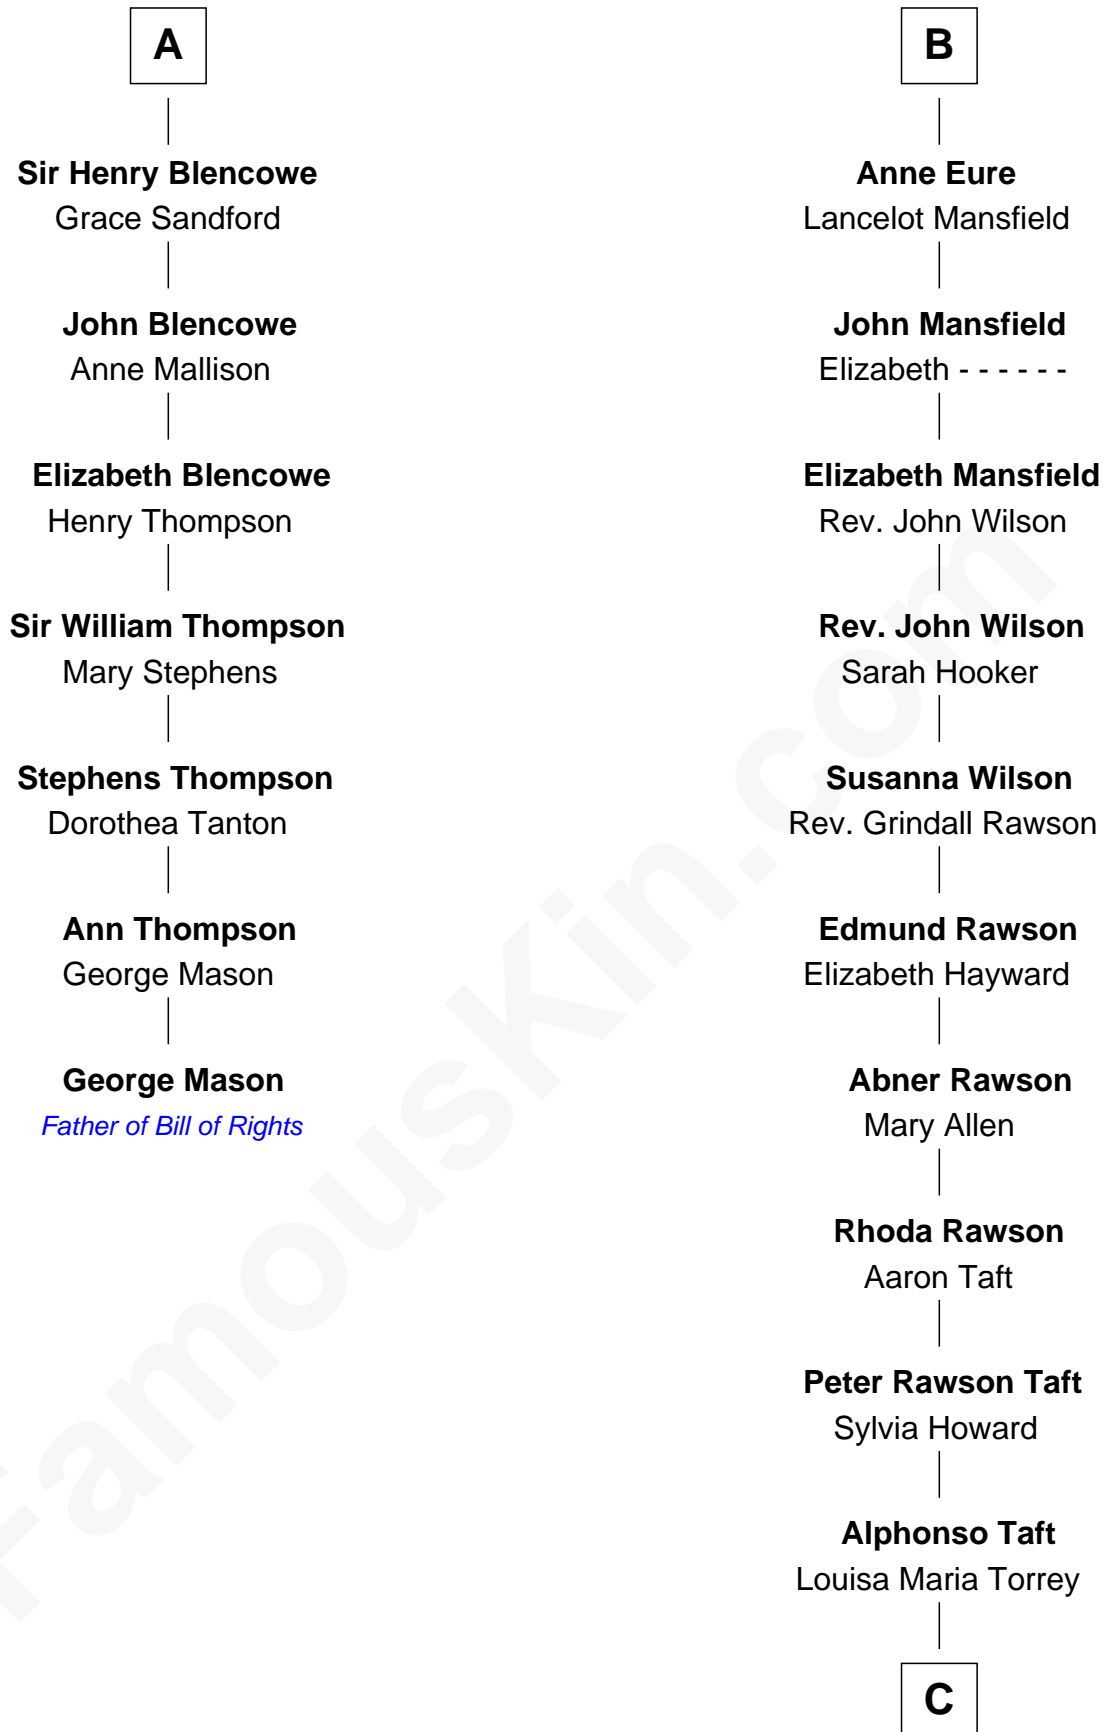 A
Sir Henry Blencowe
Grace Sandford
John Blencowe
Anne Mallison
Elizabeth Blencowe
Henry Thompson
Sir William Thompson
Mary Stephens
Stephens Thompson
Dorothea Tanton
Ann Thompson
George Mason
George Mason
Father of Bill of Rights
B
Anne Eure
Lancelot Mansfield
John Mansfield
Elizabeth - - - - - -
Elizabeth Mansfield
Rev. John Wilson
Rev. John Wilson
Sarah Hooker
Susanna Wilson
Rev. Grindall Rawson
Edmund Rawson
Elizabeth Hayward
Abner Rawson
Mary Allen
Rhoda Rawson
Aaron Taft
Peter Rawson Taft
Sylvia Howard
Alphonso Taft
Louisa Maria Torrey
C
FamousKin.com